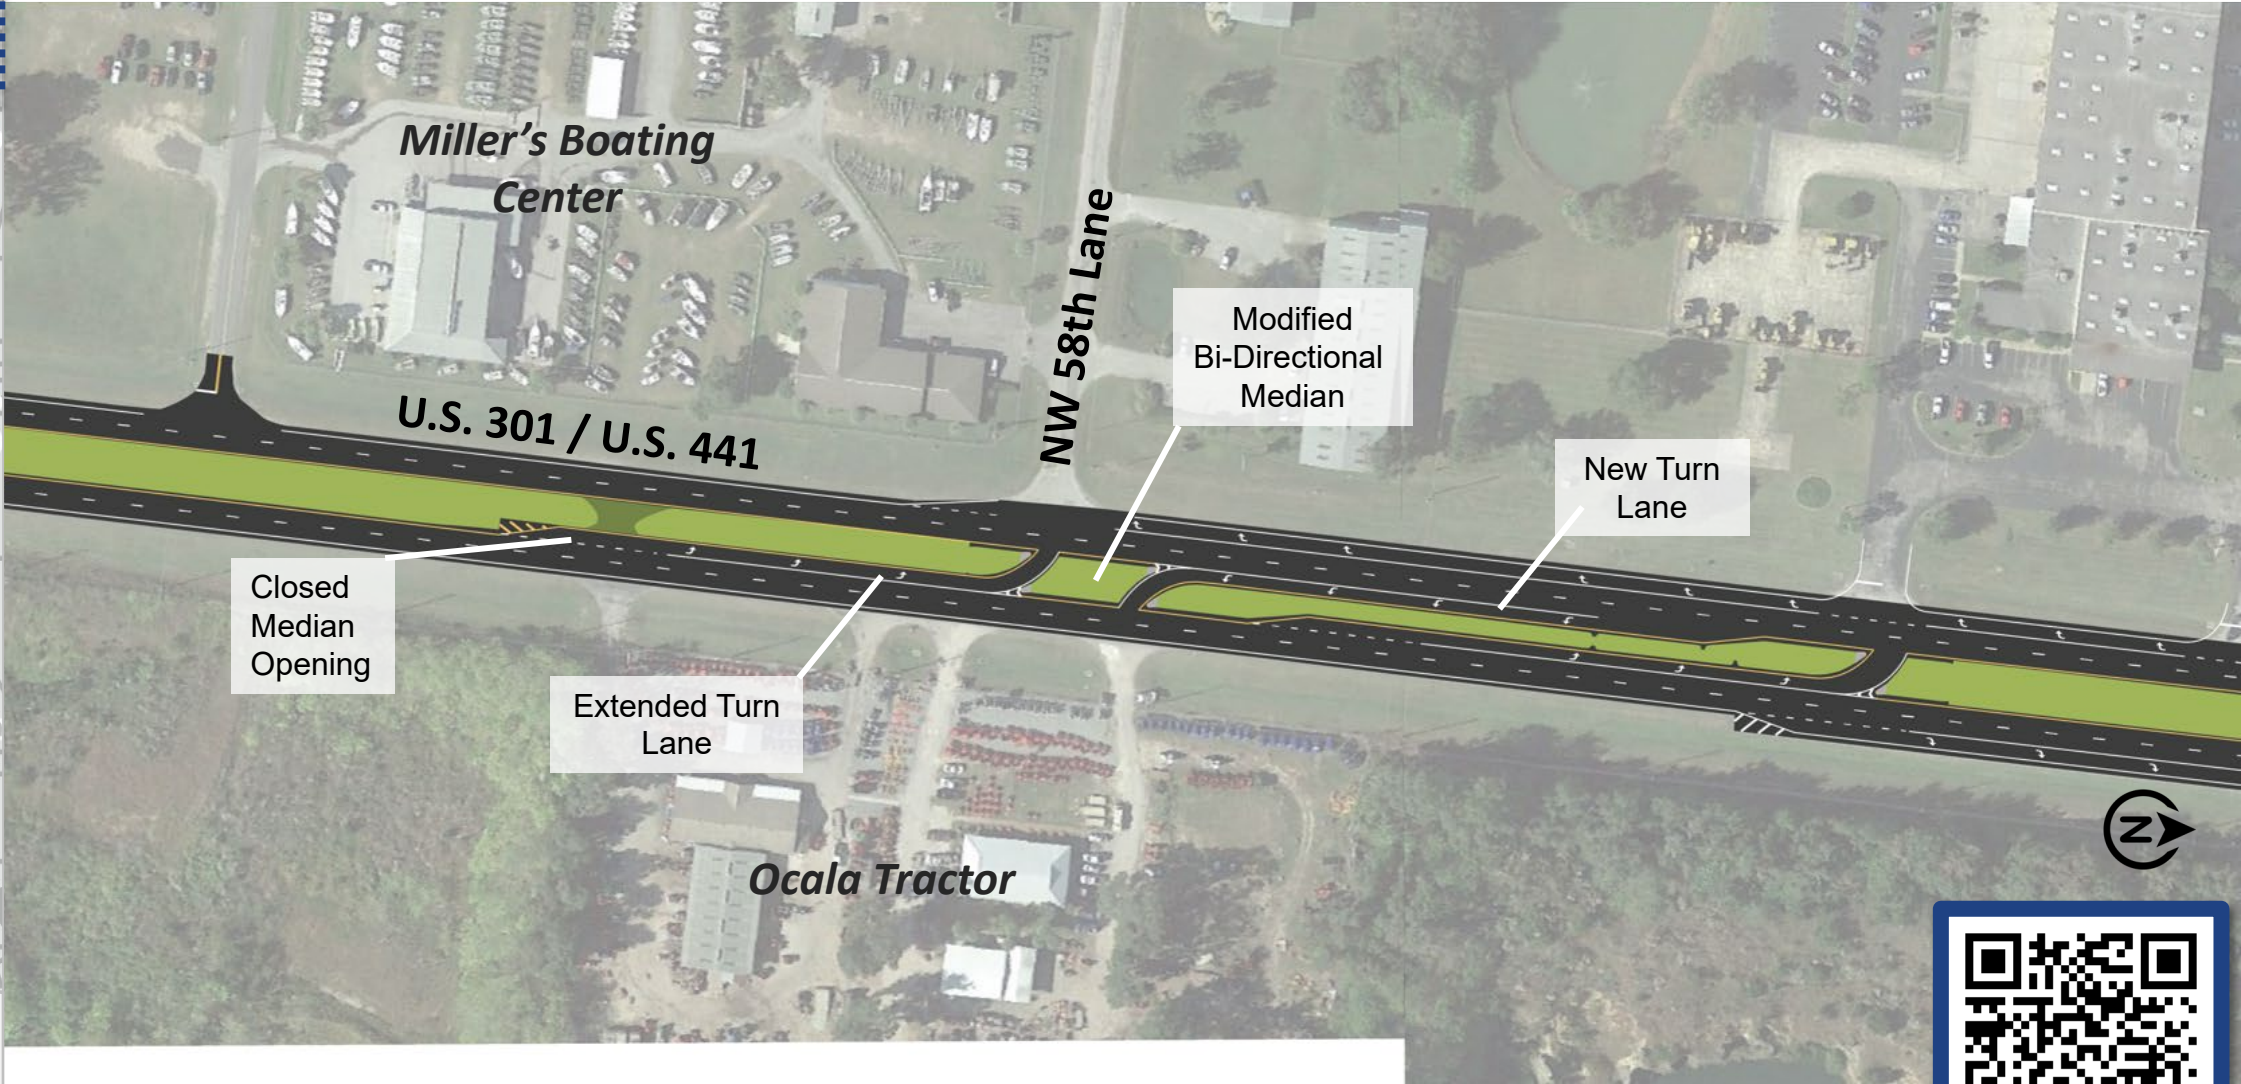 Miller's Boating
Center
U.S. 301 / U.S. 441
NW 58th Lane
Modified
Bi-Directional
Median
New Turn
Lane
Closed
Median
Opening
Extended Turn
Lane
Ocala Tractor
N